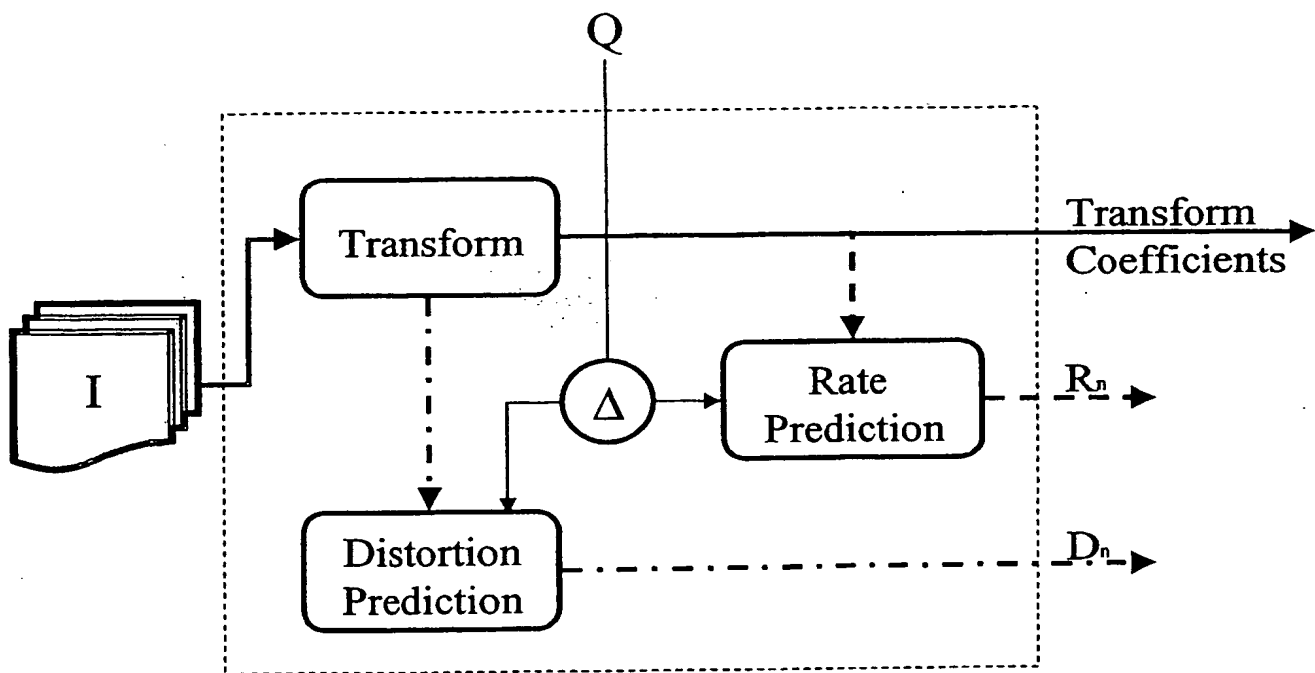 Q
Transform
Transform
Coefficients
I
Δ
Rate
Prediction
Rn
Distortion
Prediction
Dn